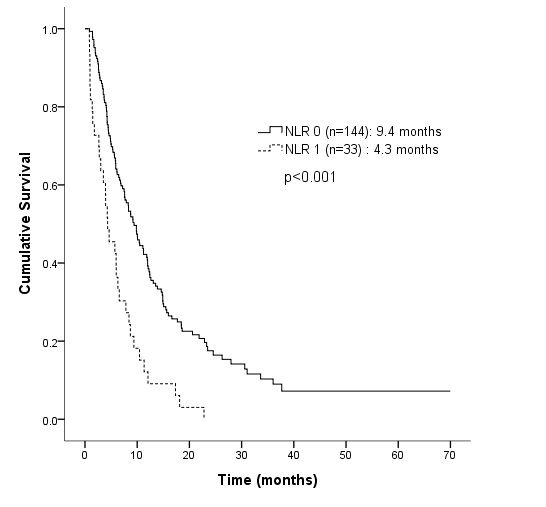 1.0
0.8
0.6
0.4
0.2
0.0
Cumulative Survival
NLR 0 (n=144): 9.4 months
NLR 1 (n=33) : 4.3 months
p<0.001
0 10 20 30 40 50 60 70
Time (months)